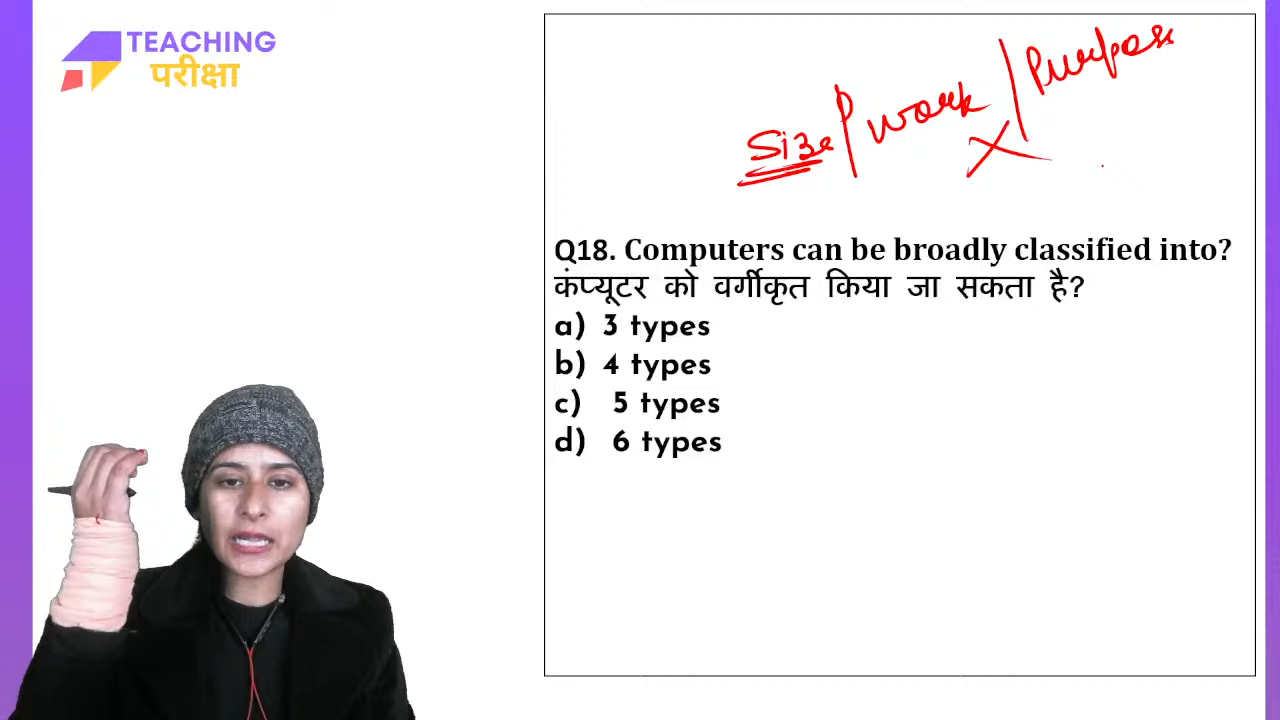 TEACHING
परीक्षा
Size / work / Purpose
Q18. Computers can be broadly classified into?
कंप्यूटर को वर्गीकृत किया जा सकता है?
a) 3 types
b) 4 types
c) 5 types
d) 6 types